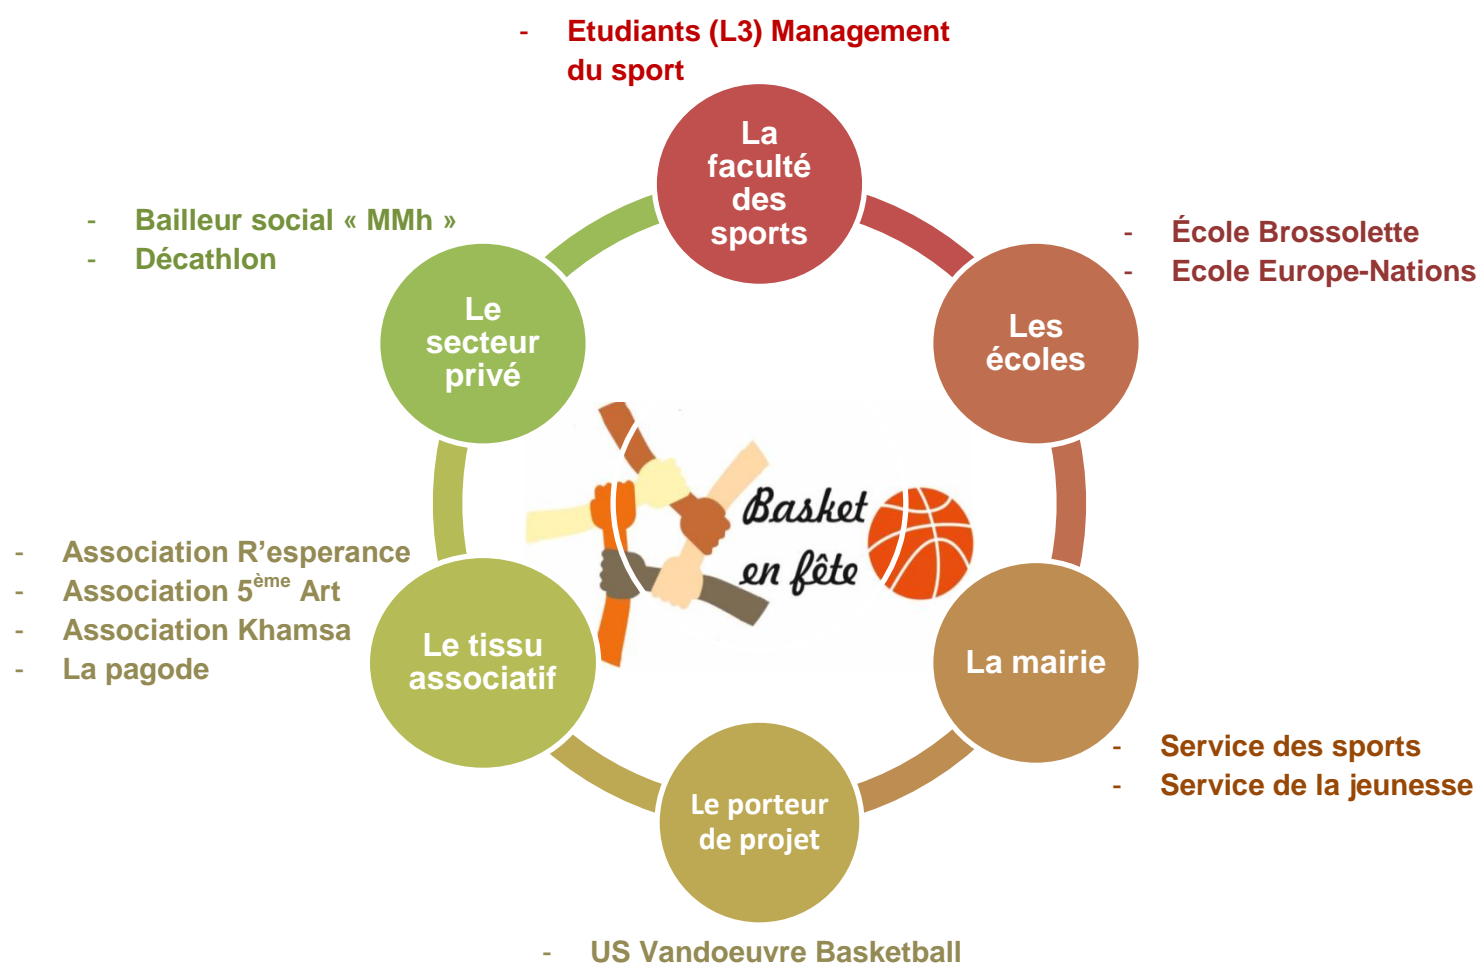 - Etudiants (L3) Management
du sport
La
faculté
des
sports
- Bailleur social « MMh »
- Décathlon
- École Brossolette
- Ecole Europe-Nations
Le
secteur
privé
Les
écoles
Basket
en fête
- Association R’esperance
- Association 5ème Art
- Association Khamsa
- La pagode
Le tissu
associatif
La mairie
- Service des sports
- Service de la jeunesse
Le porteur
de projet
- US Vandoeuvre Basketball